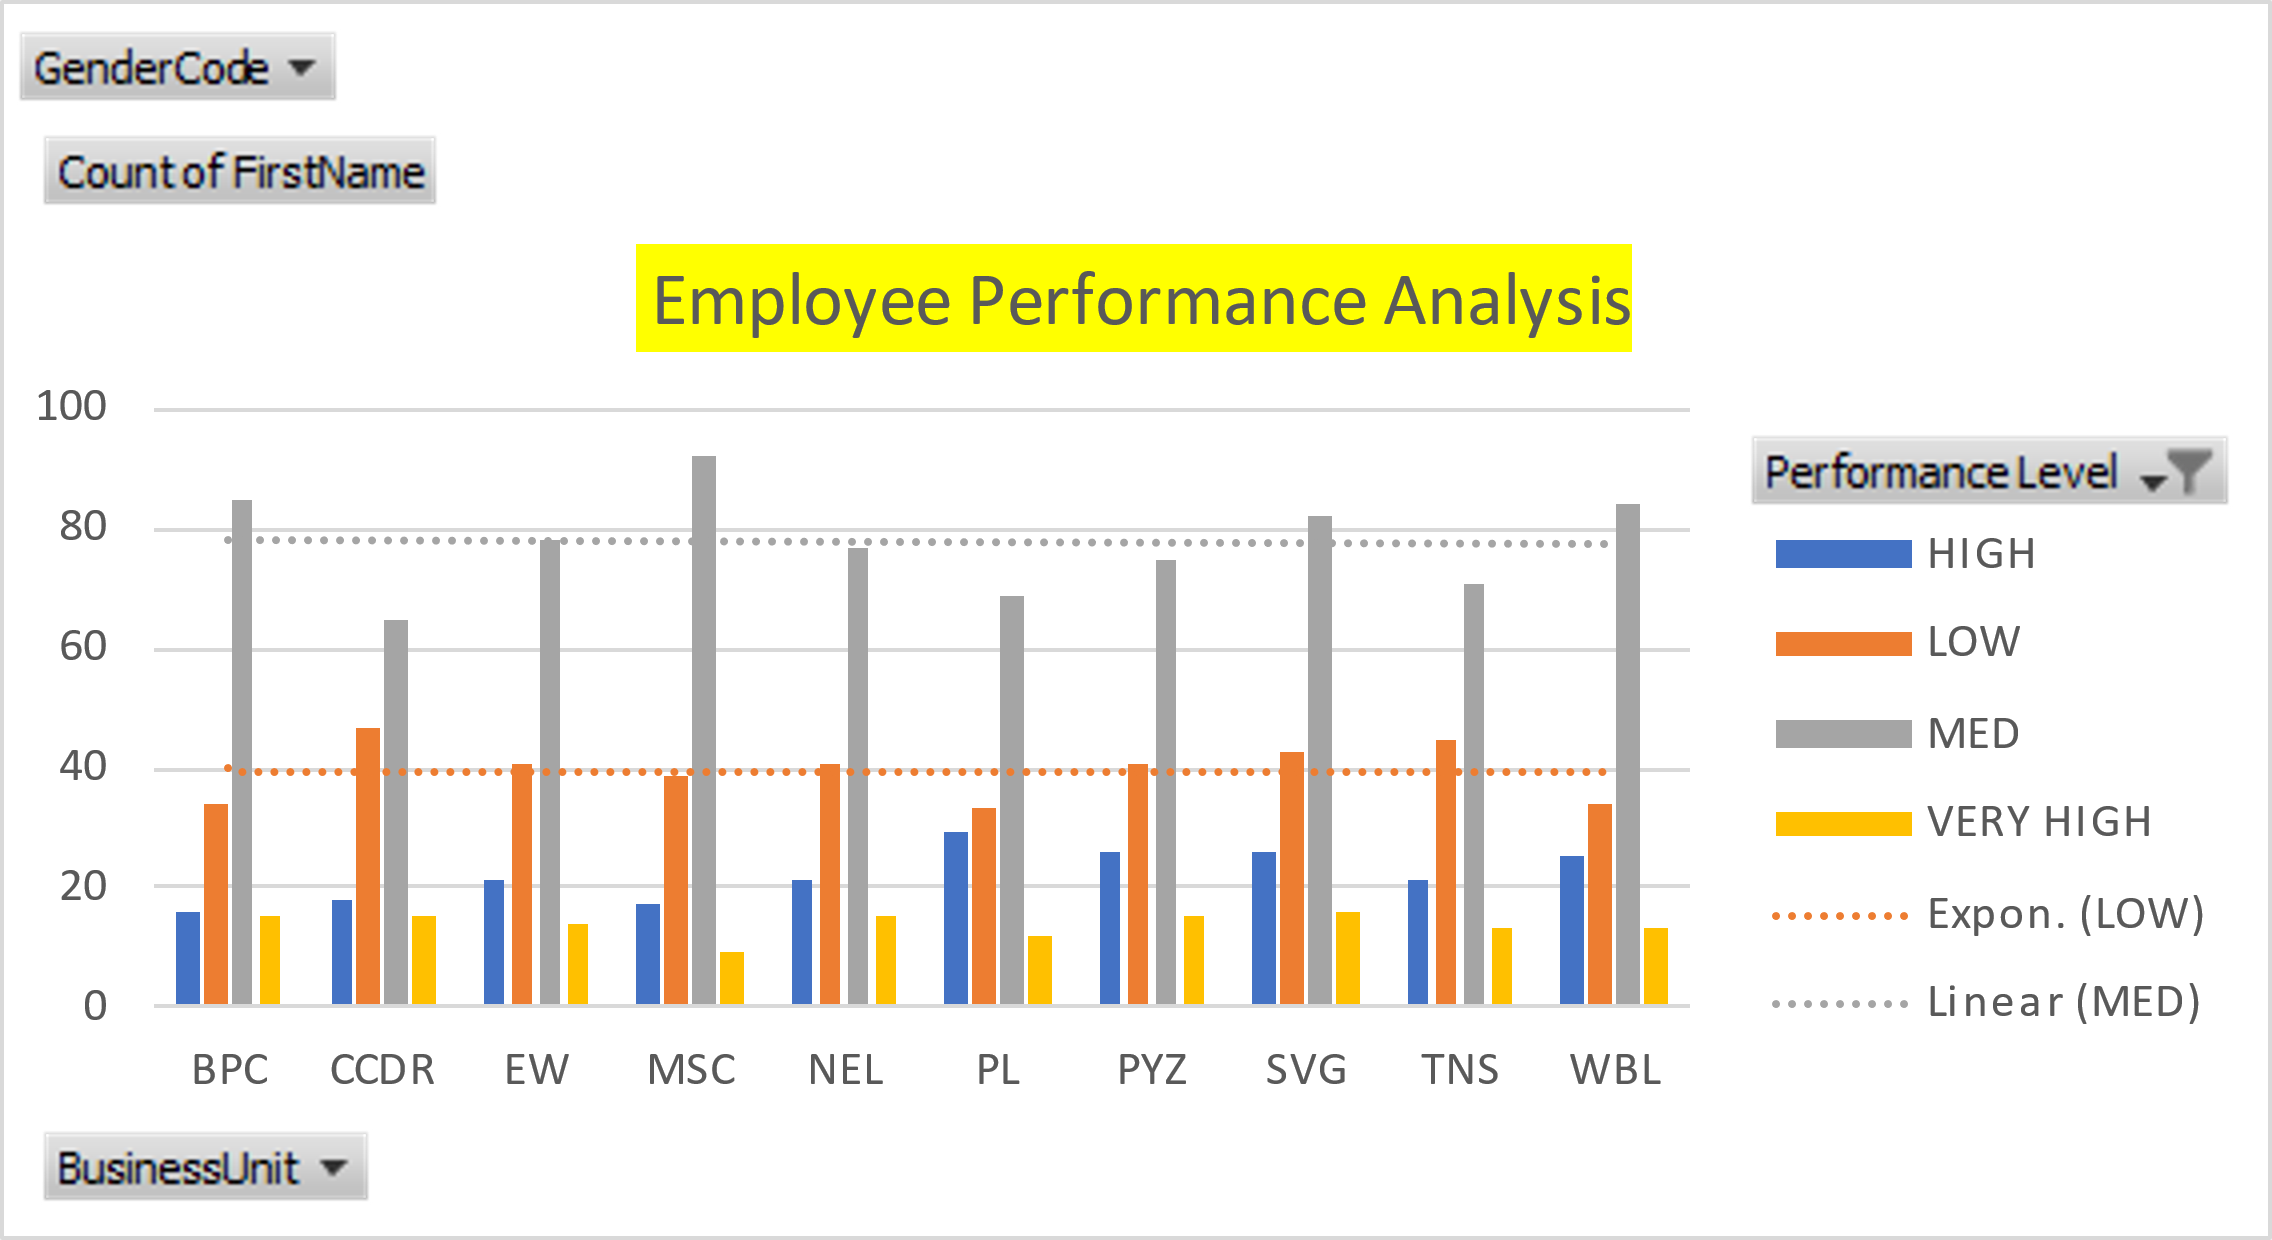 GenderCode
Count of FirstName
Employee Performance Analysis
100
80
60
40
20
0
BPC CCDR EW MSC NEL PL PYZ SVG TNS WBL
Performance Level
HIGH
LOW
MED
VERY HIGH
Expon. (LOW)
Linear (MED)
BusinessUnit